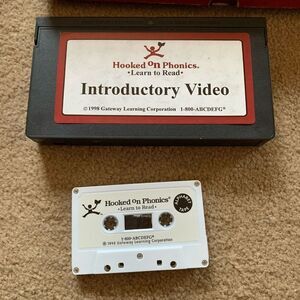 Hooked on Phonics®
•Learn to Read•
Introductory Video
©1998 Gateway Learning Corporation 1-800-ABCDEFG®
Hooked on Phonics®
•Learn to Read•
1-800-ABCDEFG®
©1998 Gateway Learning Corporation